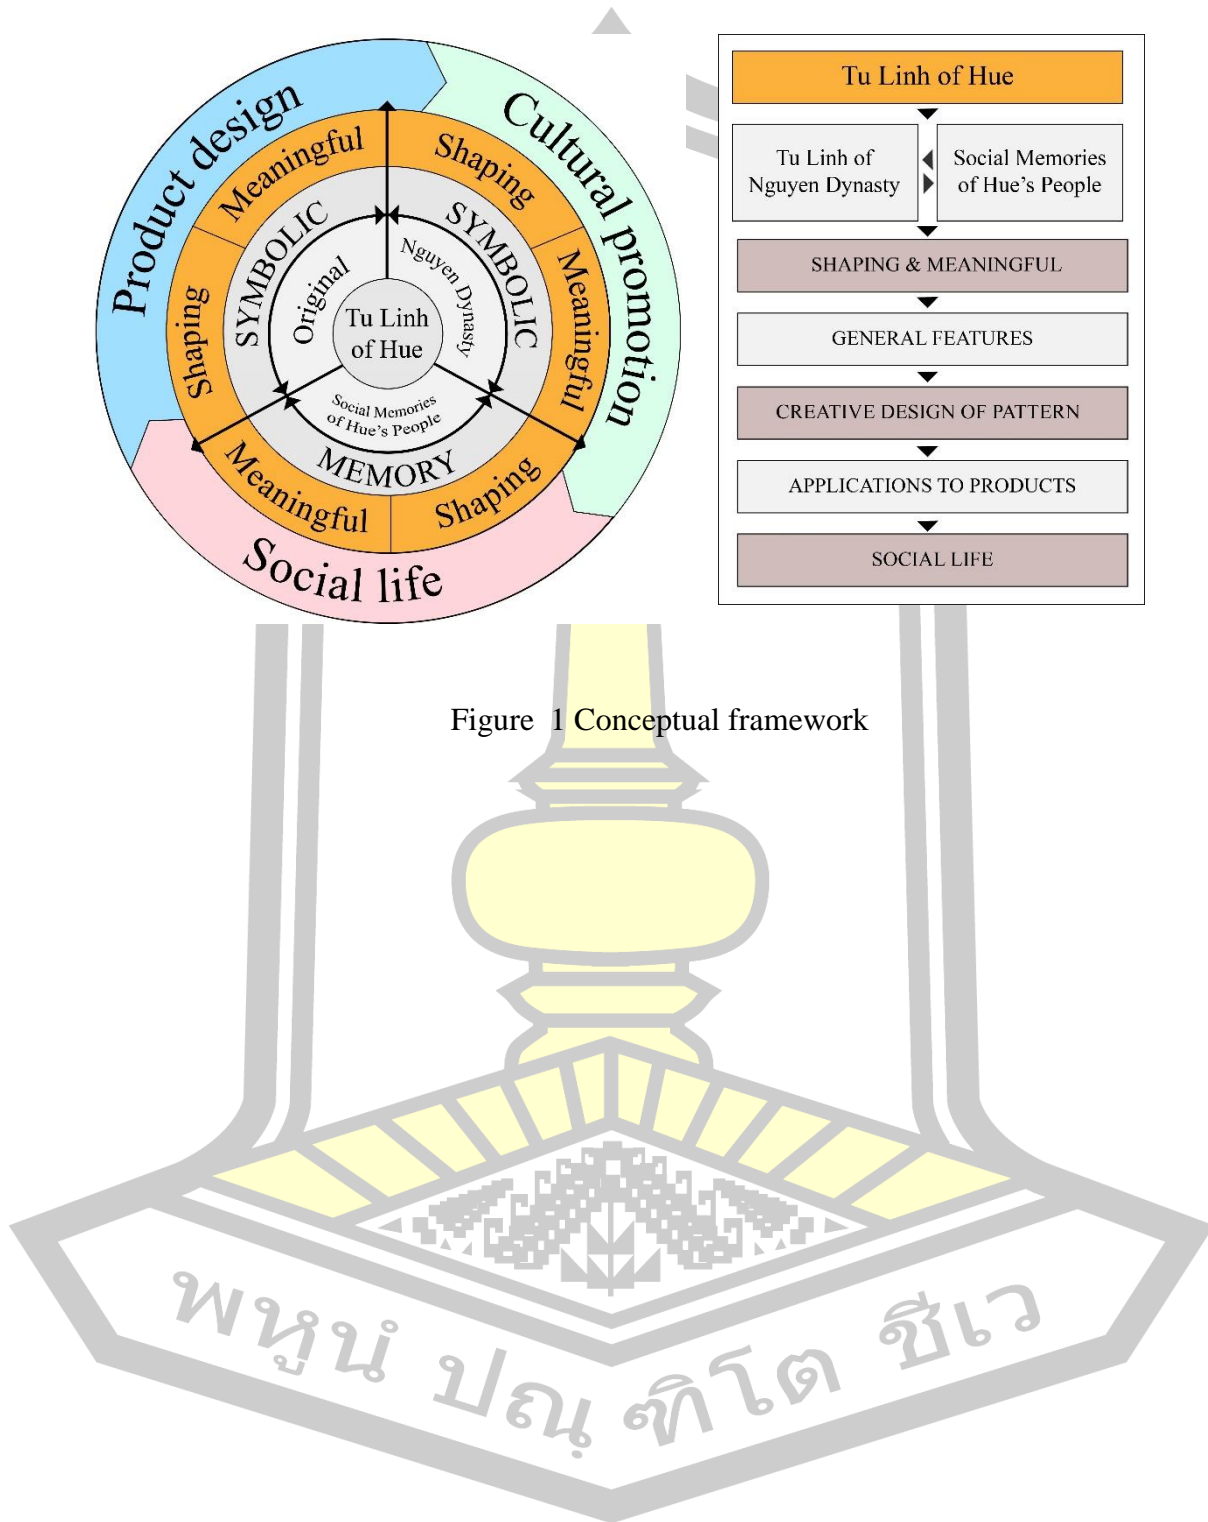 Product design
Cultural promotion
Social life
Meaningful
Shaping
Shaping
Meaningful
Meaningful
Shaping
SYMBOLIC
SYMBOLIC
MEMORY
Original
Nguyen Dynasty
Social Memories
of Hue's People
Tu Linh
of Hue
Tu Linh of Hue
Tu Linh of
Nguyen Dynasty
Social Memories
of Hue's People
SHAPING & MEANINGFUL
GENERAL FEATURES
CREATIVE DESIGN OF PATTERN
APPLICATIONS TO PRODUCTS
SOCIAL LIFE
Figure 1 Conceptual framework
พหูนํ ปณฺ ฑิโต ชีเว